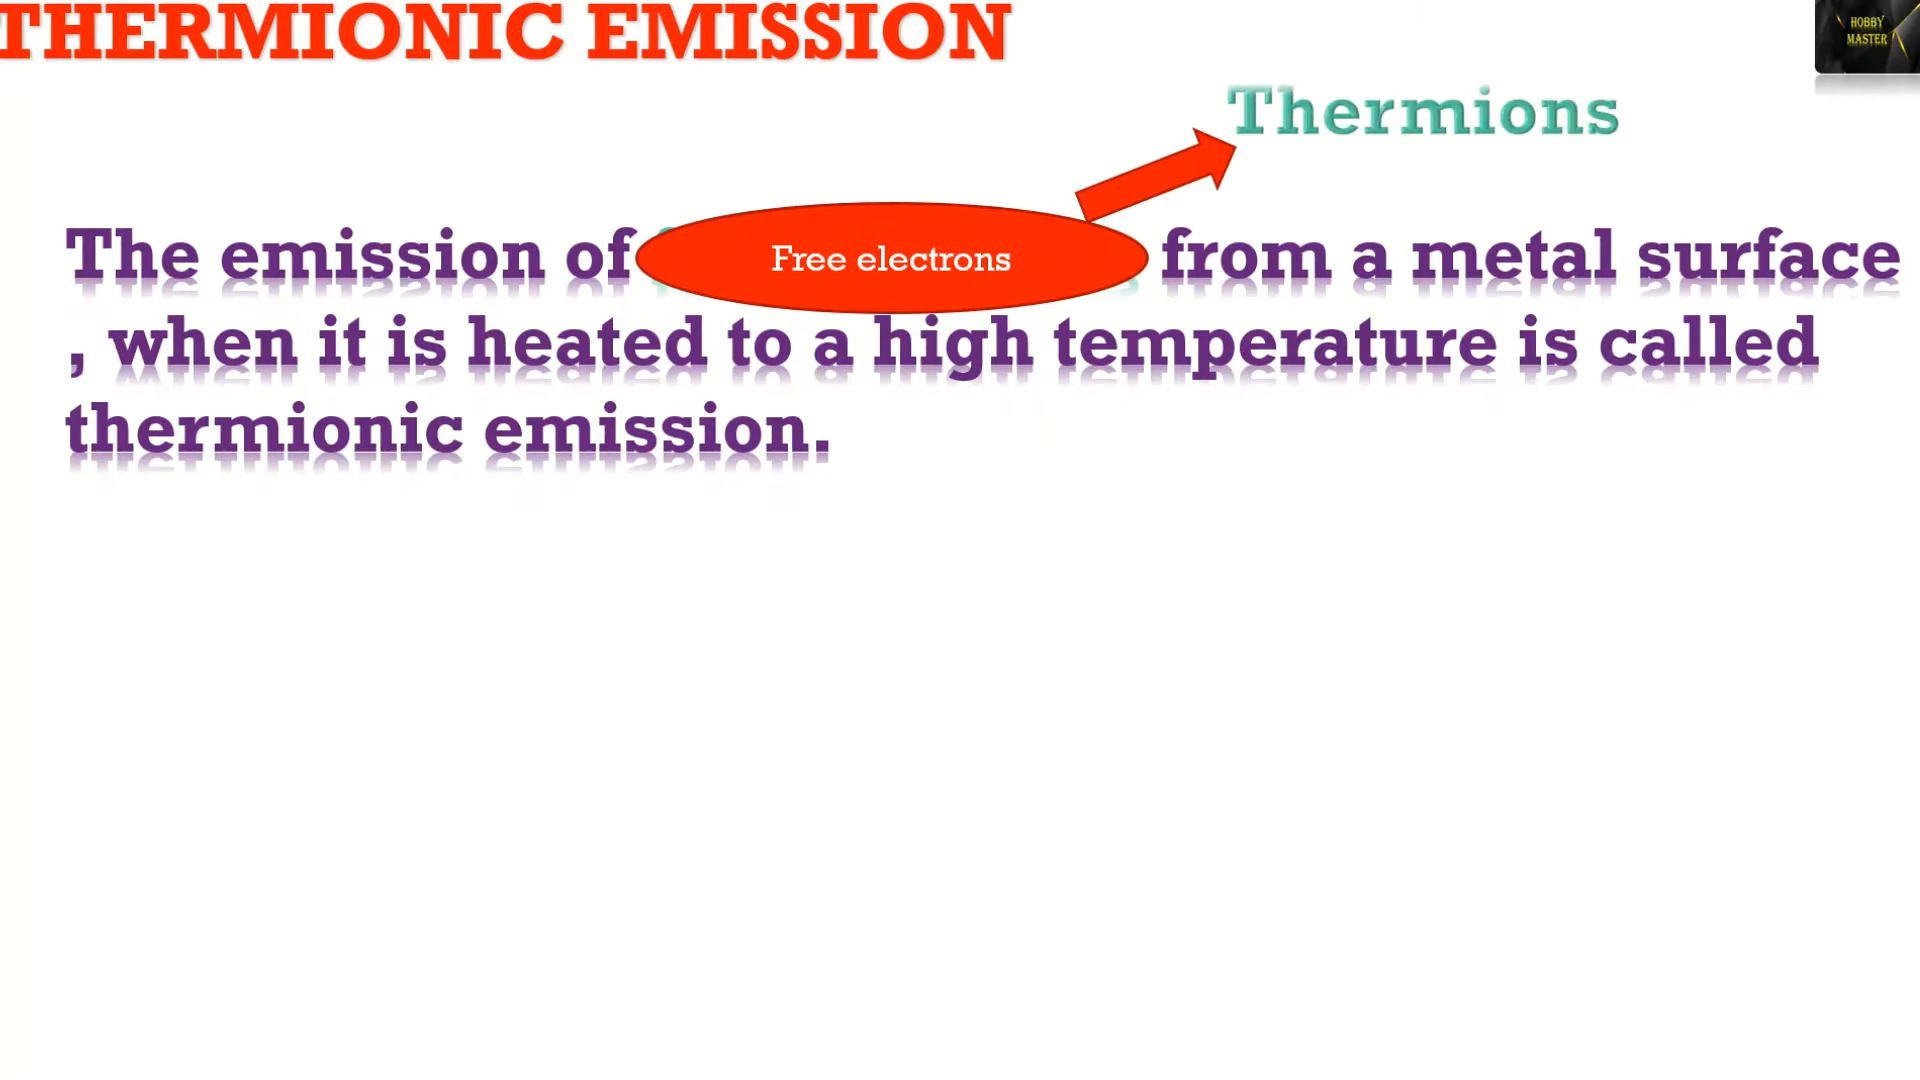 THERMIONIC EMISSION
HOBBY
MASTER
Thermions
The emission of Free electrons from a metal surface
, when it is heated to a high temperature is called
thermionic emission.